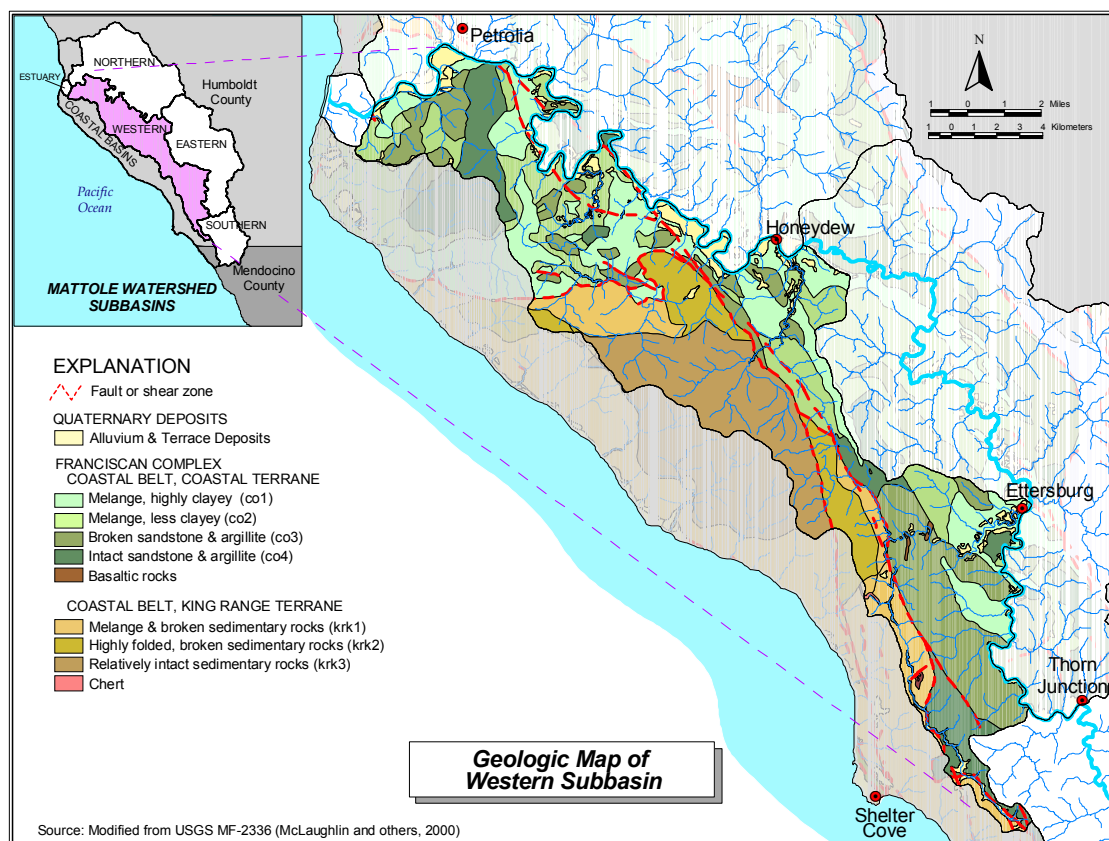 NORTHERN
ESTUARY
Humboldt
County
COASTAL BASINS
WESTERN
EASTERN
Pacific
Ocean
SOUTHERN
Mendocino
County
MATTOLE WATERSHED
SUBBASINS
Petrolia
N
1 0 1 2 Miles
1 0 1 2 3 4 Kilometers
Honeydew
EXPLANATION
Fault or shear zone
QUATERNARY DEPOSITS
Alluvium & Terrace Deposits
FRANCISCAN COMPLEX
COASTAL BELT, COASTAL TERRANE
Melange, highly clayey (co1)
Melange, less clayey (co2)
Broken sandstone & argillite (co3)
Intact sandstone & argillite (co4)
Basaltic rocks
COASTAL BELT, KING RANGE TERRANE
Melange & broken sedimentary rocks (krk1)
Highly folded, broken sedimentary rocks (krk2)
Relatively intact sedimentary rocks (krk3)
Chert
Ettersburg
Thorn
Junction
Geologic Map of
Western Subbasin
Shelter
Cove
Source: Modified from USGS MF-2336 (McLaughlin and others, 2000)